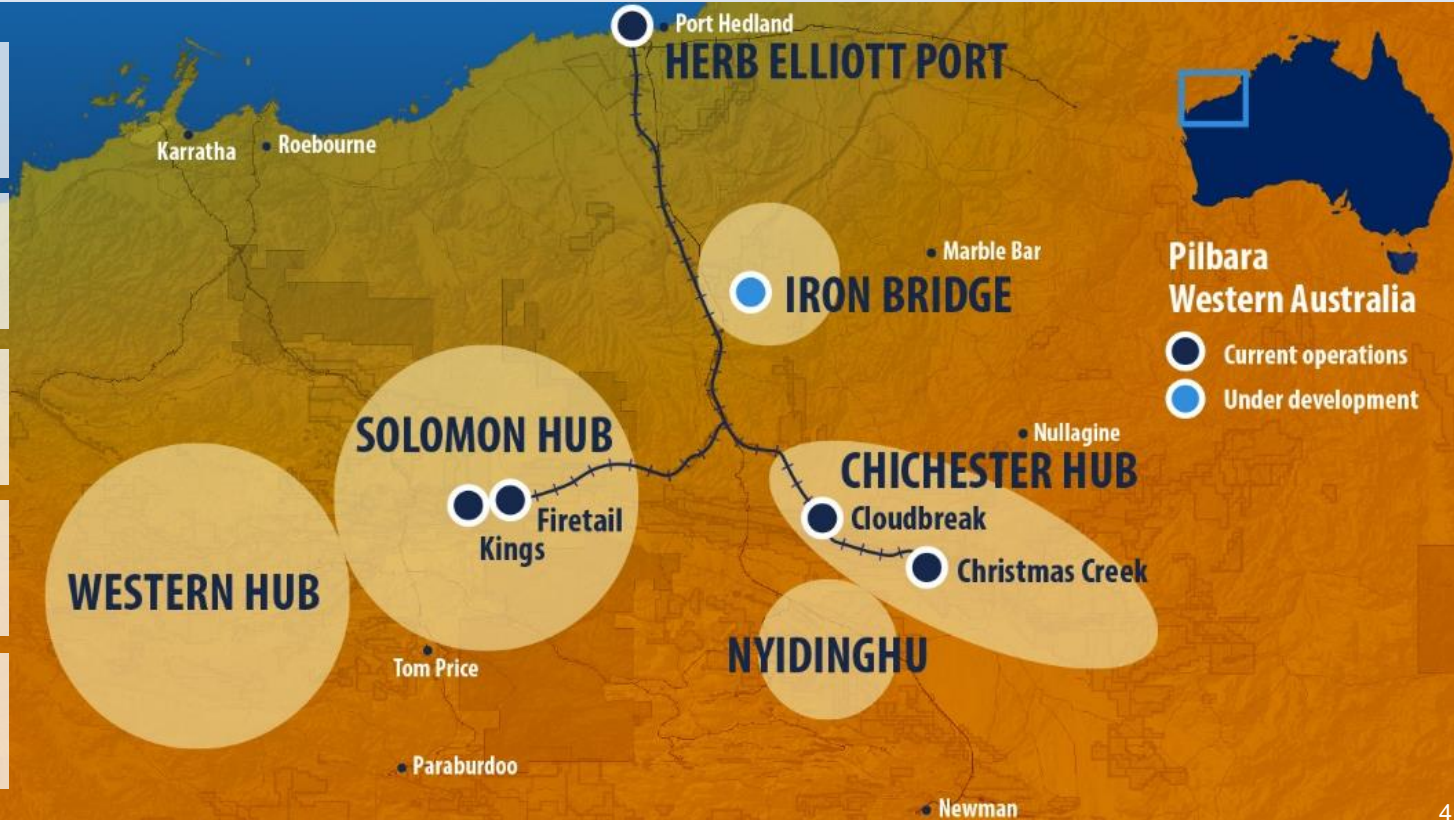 Port Hedland
HERB ELLIOTT PORT
Karratha
Roebourne
Marble Bar
IRON BRIDGE
Pilbara
Western Australia
Current operations
Under development
SOLOMON HUB
Nullagine
CHICHESTER HUB
Firetail
Kings
Cloudbreak
Christmas Creek
WESTERN HUB
NYIDINGHU
Tom Price
Paraburdoo
Newman
4